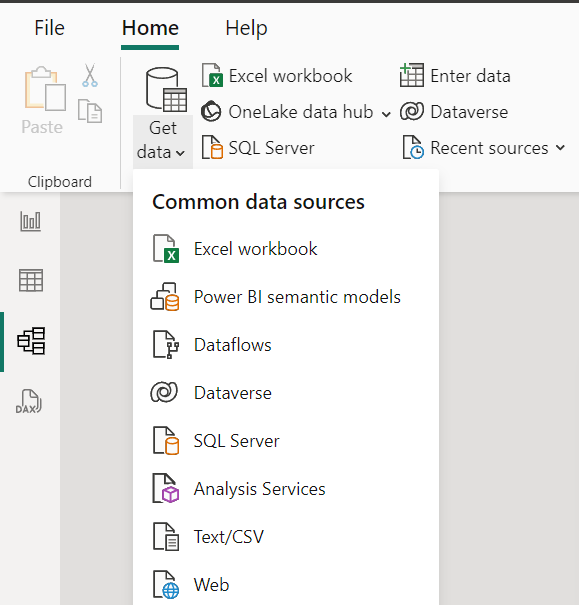 File Home Help
Excel workbook Enter data
Paste
OneLake data hub Dataverse
Get
data
SQL Server Recent sources
Clipboard
Common data sources
Excel workbook
Power BI semantic models
Dataflows
DAX
Dataverse
SQL Server
Analysis Services
Text/CSV
Web